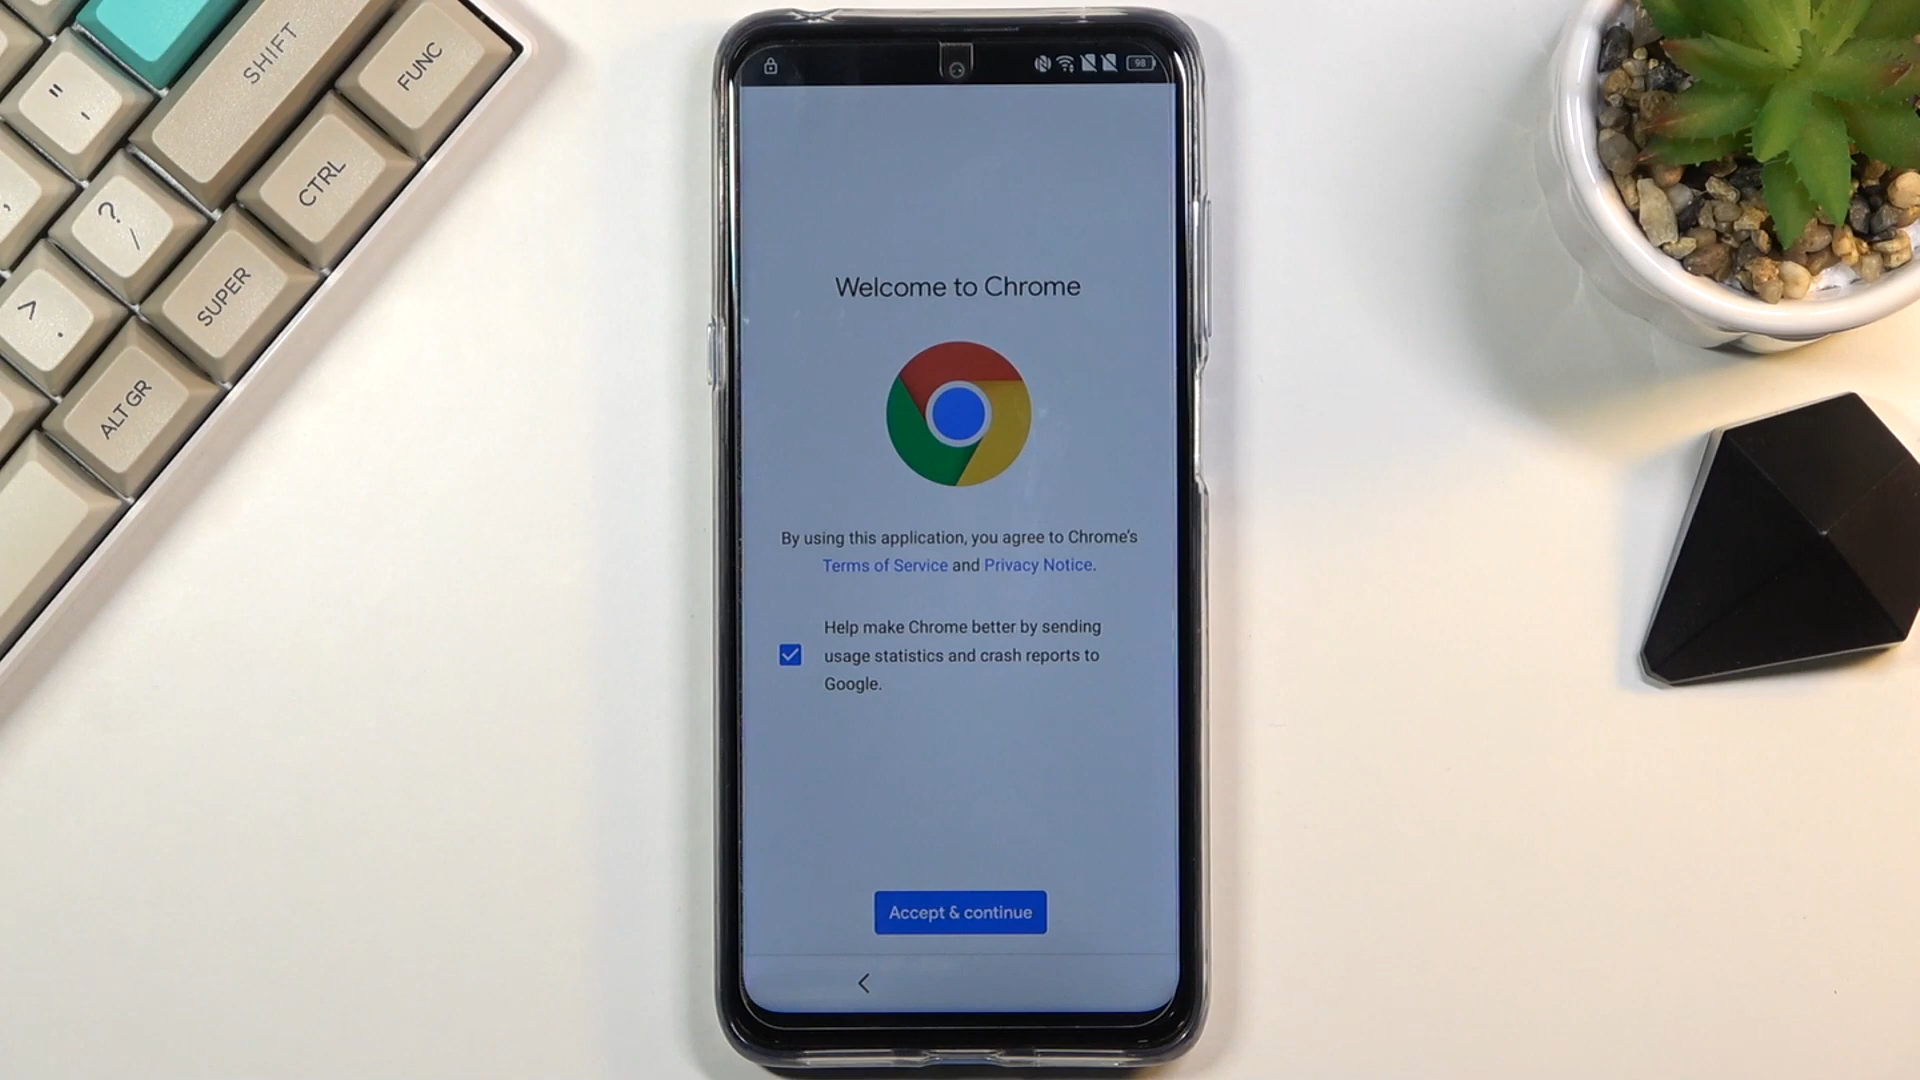 SHIFT
FUNC
"
,
CTRL
?
/
SUPER
>
.
ALT GR
98
Welcome to Chrome
By using this application, you agree to Chrome's
Terms of Service and Privacy Notice.
Help make Chrome better by sending
usage statistics and crash reports to
Google.
Accept & continue